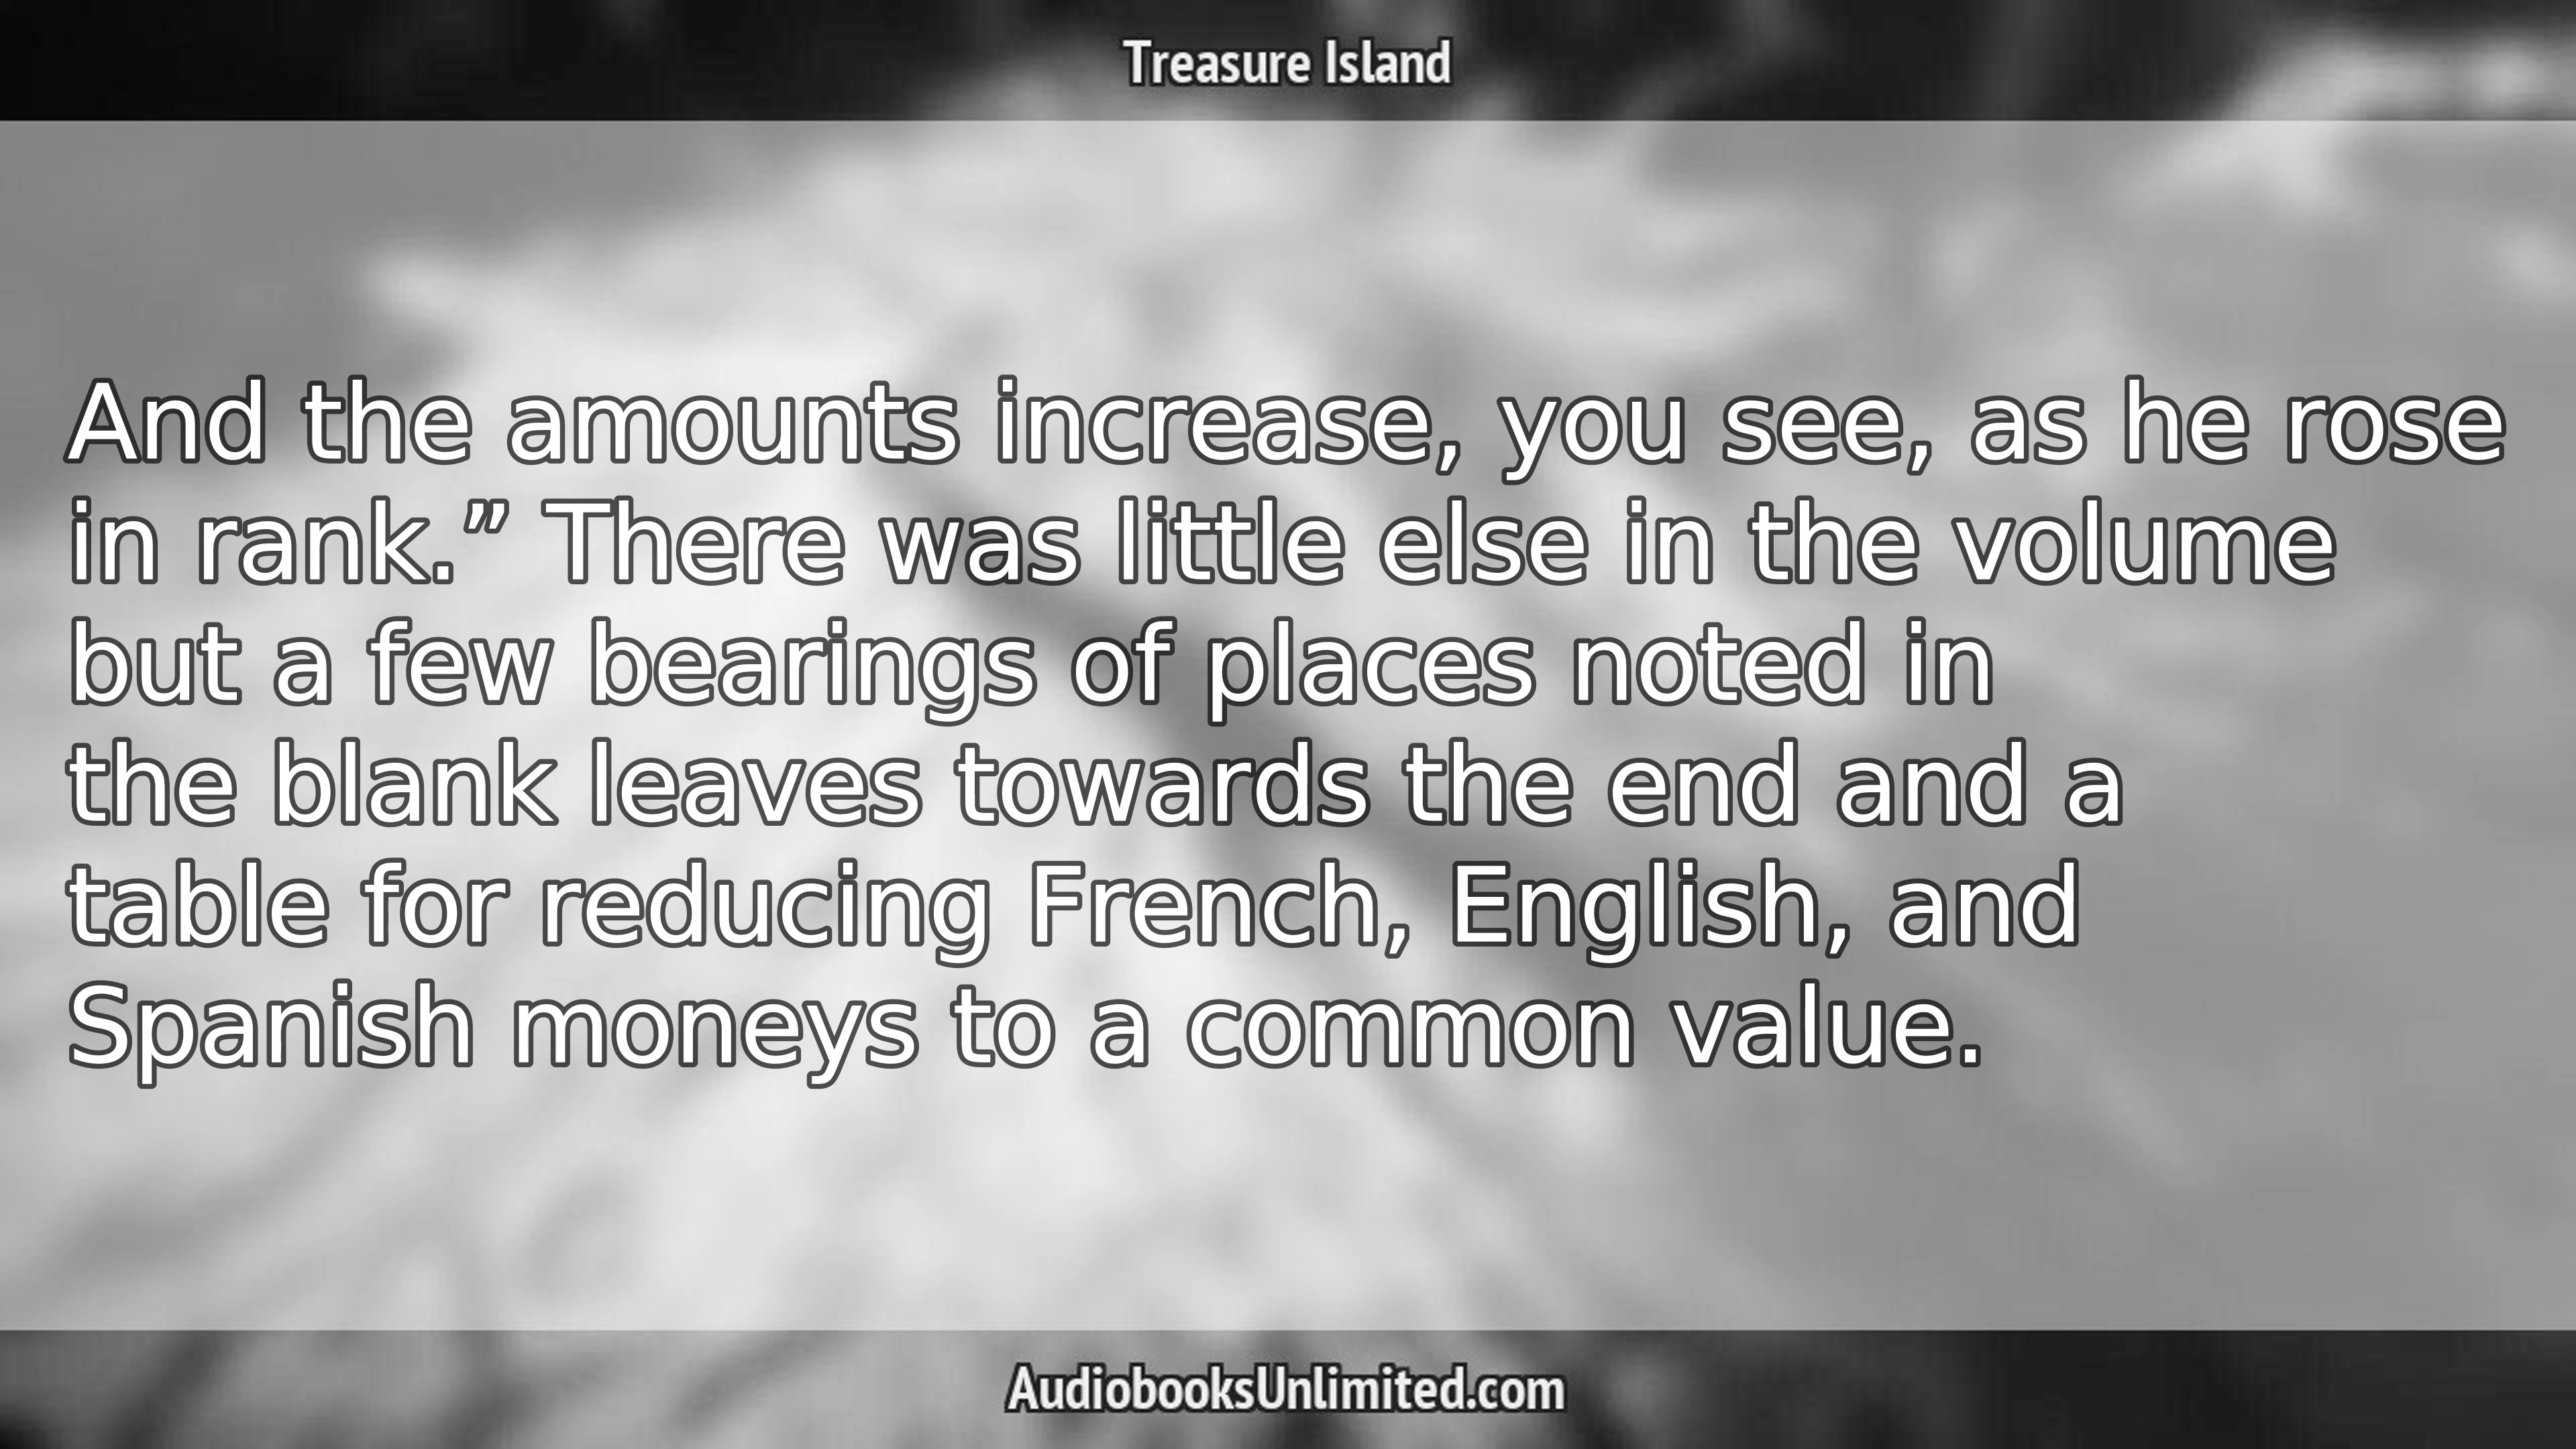 Treasure Island
And the amounts increase, you see, as he rose
in rank.” There was little else in the volume
but a few bearings of places noted in
the blank leaves towards the end and a
table for reducing French, English, and
Spanish moneys to a common value.
AudiobooksUnlimited.com